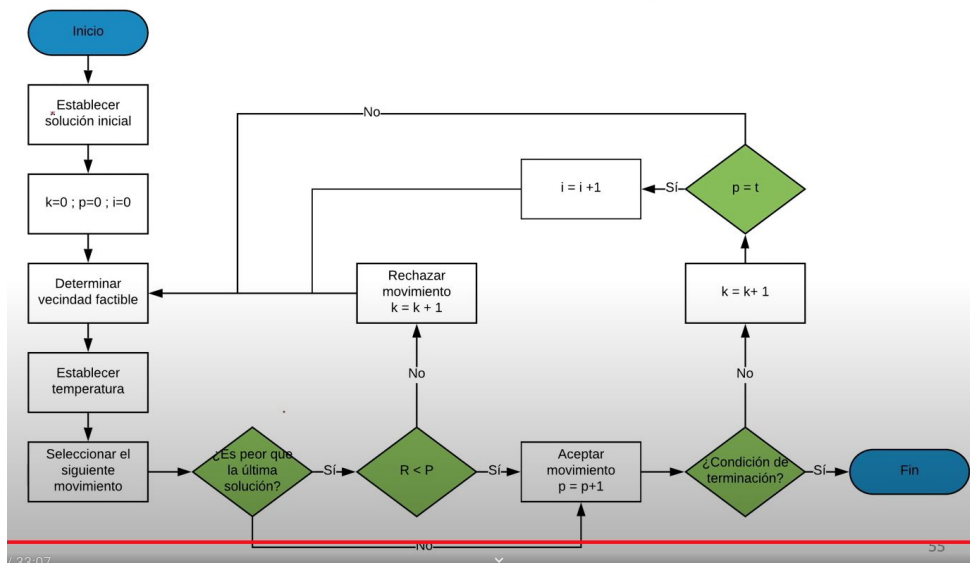 Inicio
Establecer
solución inicial
k=0 ; p=0 ; i=0
Determinar
vecindad factible
Establecer
temperatura
Seleccionar el
siguiente
movimiento
¿Es peor que
la última
solución?
Sí
No
R < P
No
Rechazar
movimiento
k = k + 1
Sí
Aceptar
movimiento
p = p+1
¿Condición de
terminación?
Sí
Fin
No
k = k+ 1
p = t
Sí
i = i +1
No
55
/ 33:07